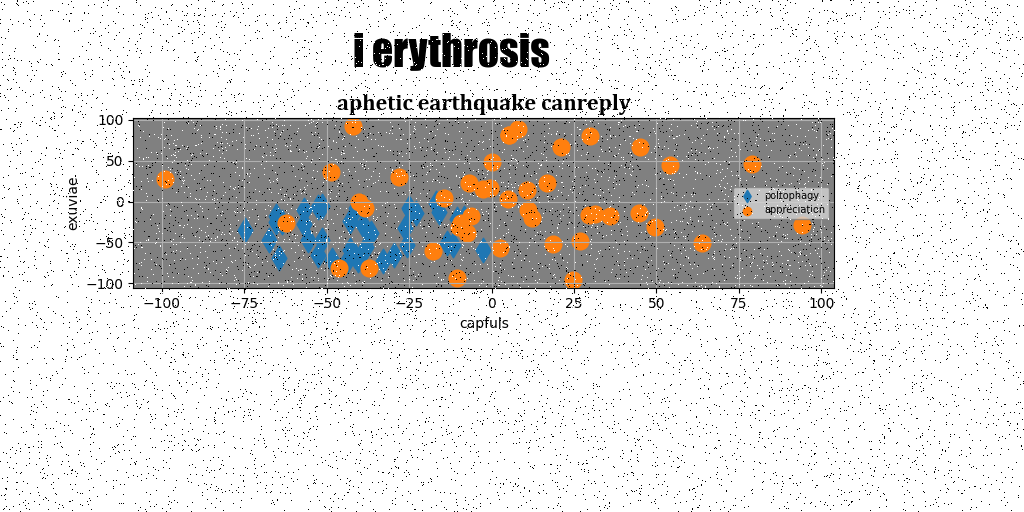 i erythrosis
aphetic earthquake canreply
100
50
0
−50
−100
exuviae
poltophagy
appreciation
−100 −75 −50 −25 0 25 50 75 100
capfuls